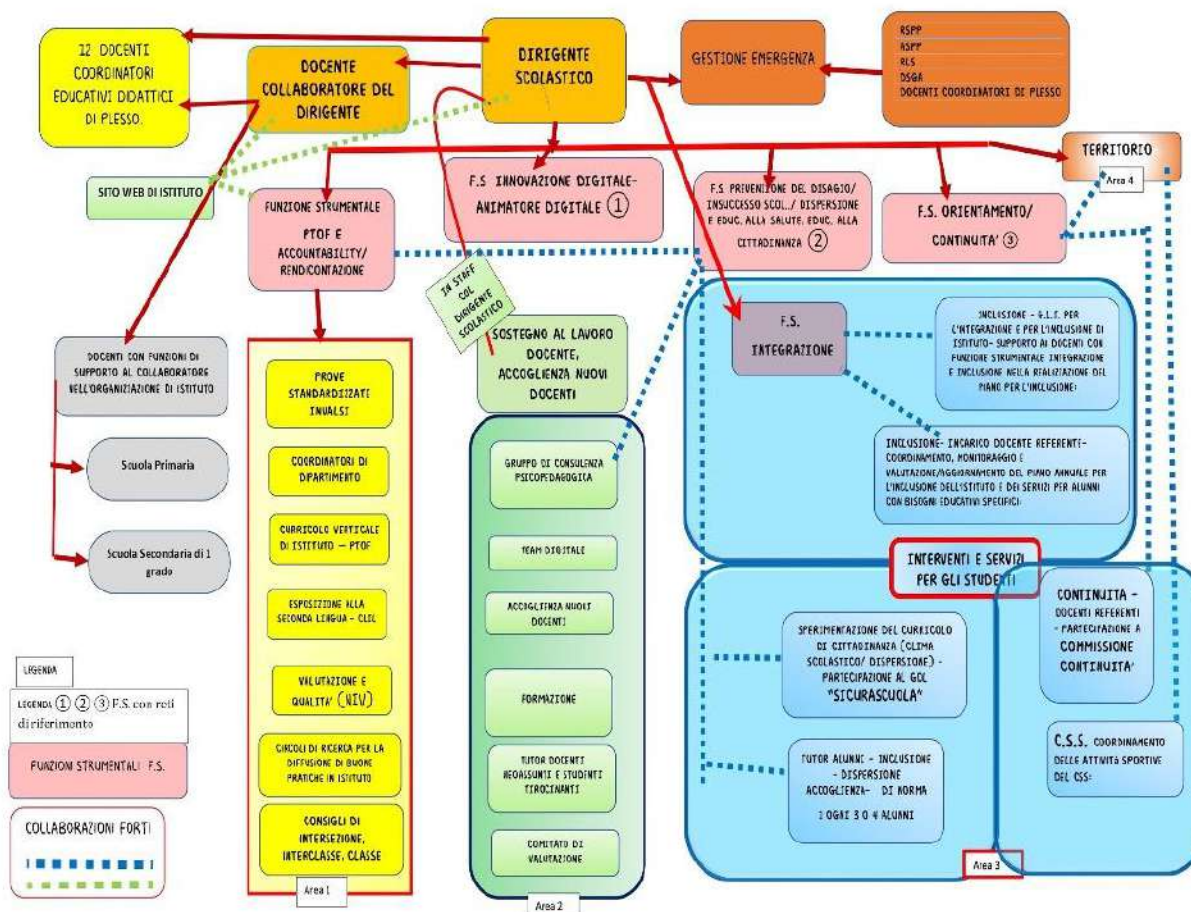 12 DOCENTI
COORDINATORI
EDUCATIVI DIDATTICI
DI PLESSO.
DOCENTE
COLLABORATORE DEL
DIRIGENTE
DIRIGENTE
SCOLASTICO
GESTIONE EMERGENZA
RSPP
ASPP
RLS
DSGA
DOCENTI COORDINATORI DI PLESSO
TERRITORIO
Area 4
SITO WEB DI ISTITUTO
FUNZIONE STRUMENTALE
PTOF E
ACCOUNTABILITY/
RENDICONTAZIONE
F.S INNOVAZIONE DIGITALE-
ANIMATORE DIGITALE ①
F.S. PREVENZIONE DEL DISAGIO/
INSUCCESSO SCOL../ DISPERSIONE
E EDUC. ALLA SALUTE, EDUC. ALLA
CITTADINANZA ②
F.S. ORIENTAMENTO/
CONTINUITA' ③
IN STAFF
COL
DIRIGENTE
SCOLASTICO
DOCENTI CON FUNZIONI DI
SUPPORTO AL COLLABORATORE
NELL'ORGANIZIAZIONE DI ISTITUTO
Scuola Primaria
Scuola Secondaria di 1
grado
PROVE
STANDARDIZZATE
INVALSI
COORDINATORI DI
DIPARTIMENTO
CURRICOLO VERTICALE
DI ISTITUTO – PTOF
ESPOSIZIONE ALLA
SECONDA LINGUA – CLIL
VALUTAZIONE E
QUALITA' (NIV)
CIRCOLI DI RICERCA PER LA
DIFFUSIONE DI BUONE
PRATICHE IN ISTITUTO
CONSIGLI DI
INTERSEZIONE,
INTERCLASSE, CLASSE
Area 1
SOSTEGNO AL LAVORO
DOCENTE,
ACCOGLIENZA NUOVI
DOCENTI
GRUPPO DI CONSULENZA
PSICOPEDAGOGICA
TEAM DIGITALE
ACCOGLIENZA NUOVI
DOCENTI
FORMAZIONE
TUTOR DOCENTI
NEOASSUNTI E STUDENTI
TIROCINANTI
COMITATO DI
VALUTAZIONE
Area 2
F.S.
INTEGRAZIONE
INCLUSIONE - G.L.I. PER
L'INTEGRAZIONE E PER L'INCLUSIONE DI
ISTITUTO- SUPPORTO AI DOCENTI CON
FUNZIONE STRUMENTALE INTEGRAZIONE
E INCLUSIONE NELLA REALIZZAZIONE DEL
PIANO PER L'INCLUSIONE;
INCLUSIONE- INCARICO DOCENTE REFERENTE-
COORDINAMENTO, MONITORAGGIO E
VALUTAZIONE/AGGIORNAMENTO DEL PIANO ANNUALE PER
L'INCLUSIONE DELL'ISTITUTO E DEI SERVIZI PER ALUNNI
CON BISOGNI EDUCATIVI SPECIFICI;
INTERVENTI E SERVIZI
PER GLI STUDENTI
SPERIMENTAZIONE DEL CURRICOLO
DI CITTADINANZA (CLIMA
SCOLASTICO/ DISPERSIONE) -
PARTECIPAZIONE AL GDL
"SICURASCUOLA"
TUTOR ALUNNI - INCLUSIONE
- DISPERSIONE
ACCOGLIENZA- DI NORMA
1 OGNI 3 O 4 ALUNNI
CONTINUITA -
DOCENTI REFERENTI
- PARTECIPAZIONE A
COMMISSIONE
CONTINUITA'
C.S.S. COORDINAMENTO
DELLE ATTIVITÀ SPORTIVE
DEL CSS;
Area 3
LEGENDA
LEGENDA ① ② ③ F.S. con reti
di riferimento
FUNZIONI STRUMENTALI F.S.
COLLABORAZIONI FORTI